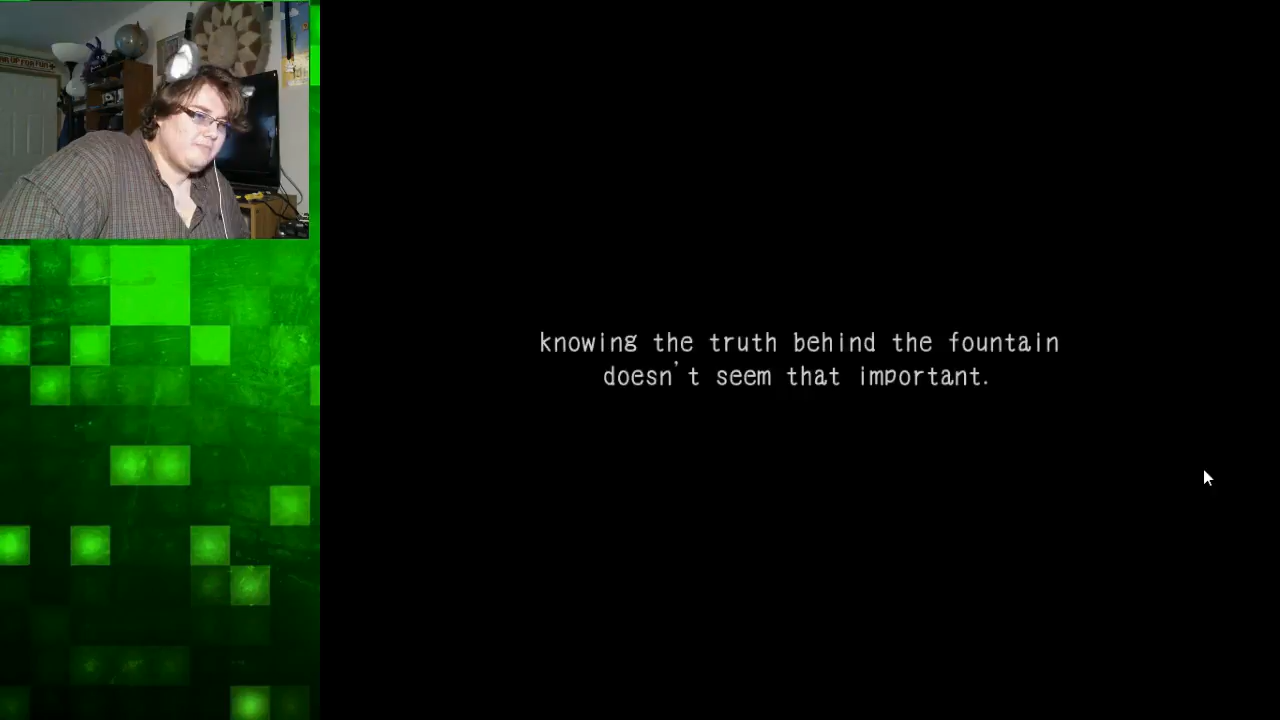 knowing the truth behind the fountain
doesn't seem that important.